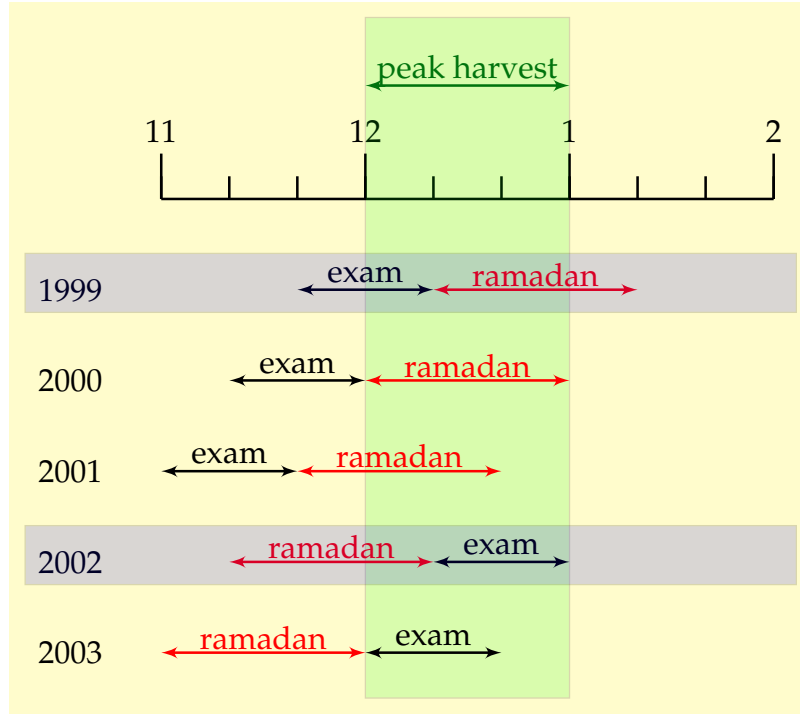 peak harvest
11 12 1 2
1999 exam ramadan
2000 exam ramadan
2001 exam ramadan
2002 ramadan exam
2003 ramadan exam